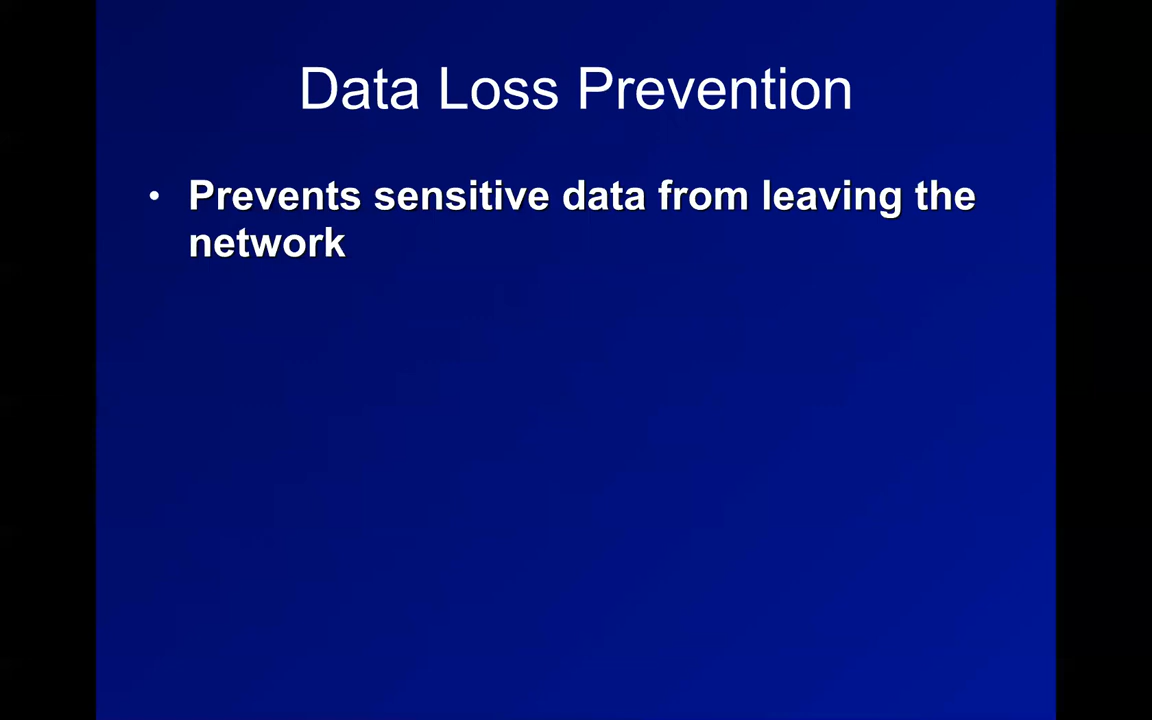 Data Loss Prevention
• Prevents sensitive data from leaving the
network